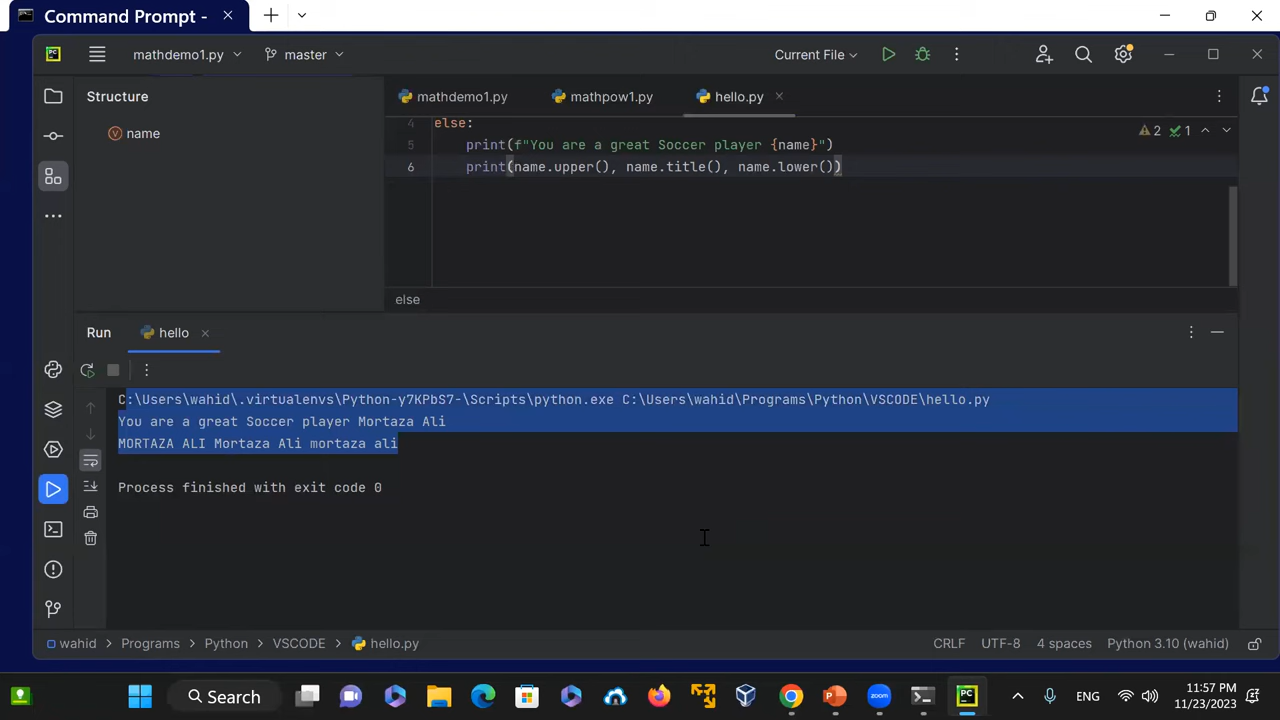 Command Prompt -
mathdemo1.py master Current File
Structure
name
mathdemo1.py mathpow1.py hello.py
4 else:
5 print(f"You are a great Soccer player {name}")
6 print(name.upper(), name.title(), name.lower())
2 1
else
Run hello
C:\Users\wahid\.virtualenvs\Python-y7KPbS7-\Scripts\python.exe C:\Users\wahid\Programs\Python\VSCODE\hello.py
You are a great Soccer player Mortaza Ali
MORTAZA ALI Mortaza Ali mortaza ali
Process finished with exit code 0
wahid Programs Python VSCODE hello.py CRLF UTF-8 4 spaces Python 3.10 (wahid)
Search ENG 11:57 PM
11/23/2023